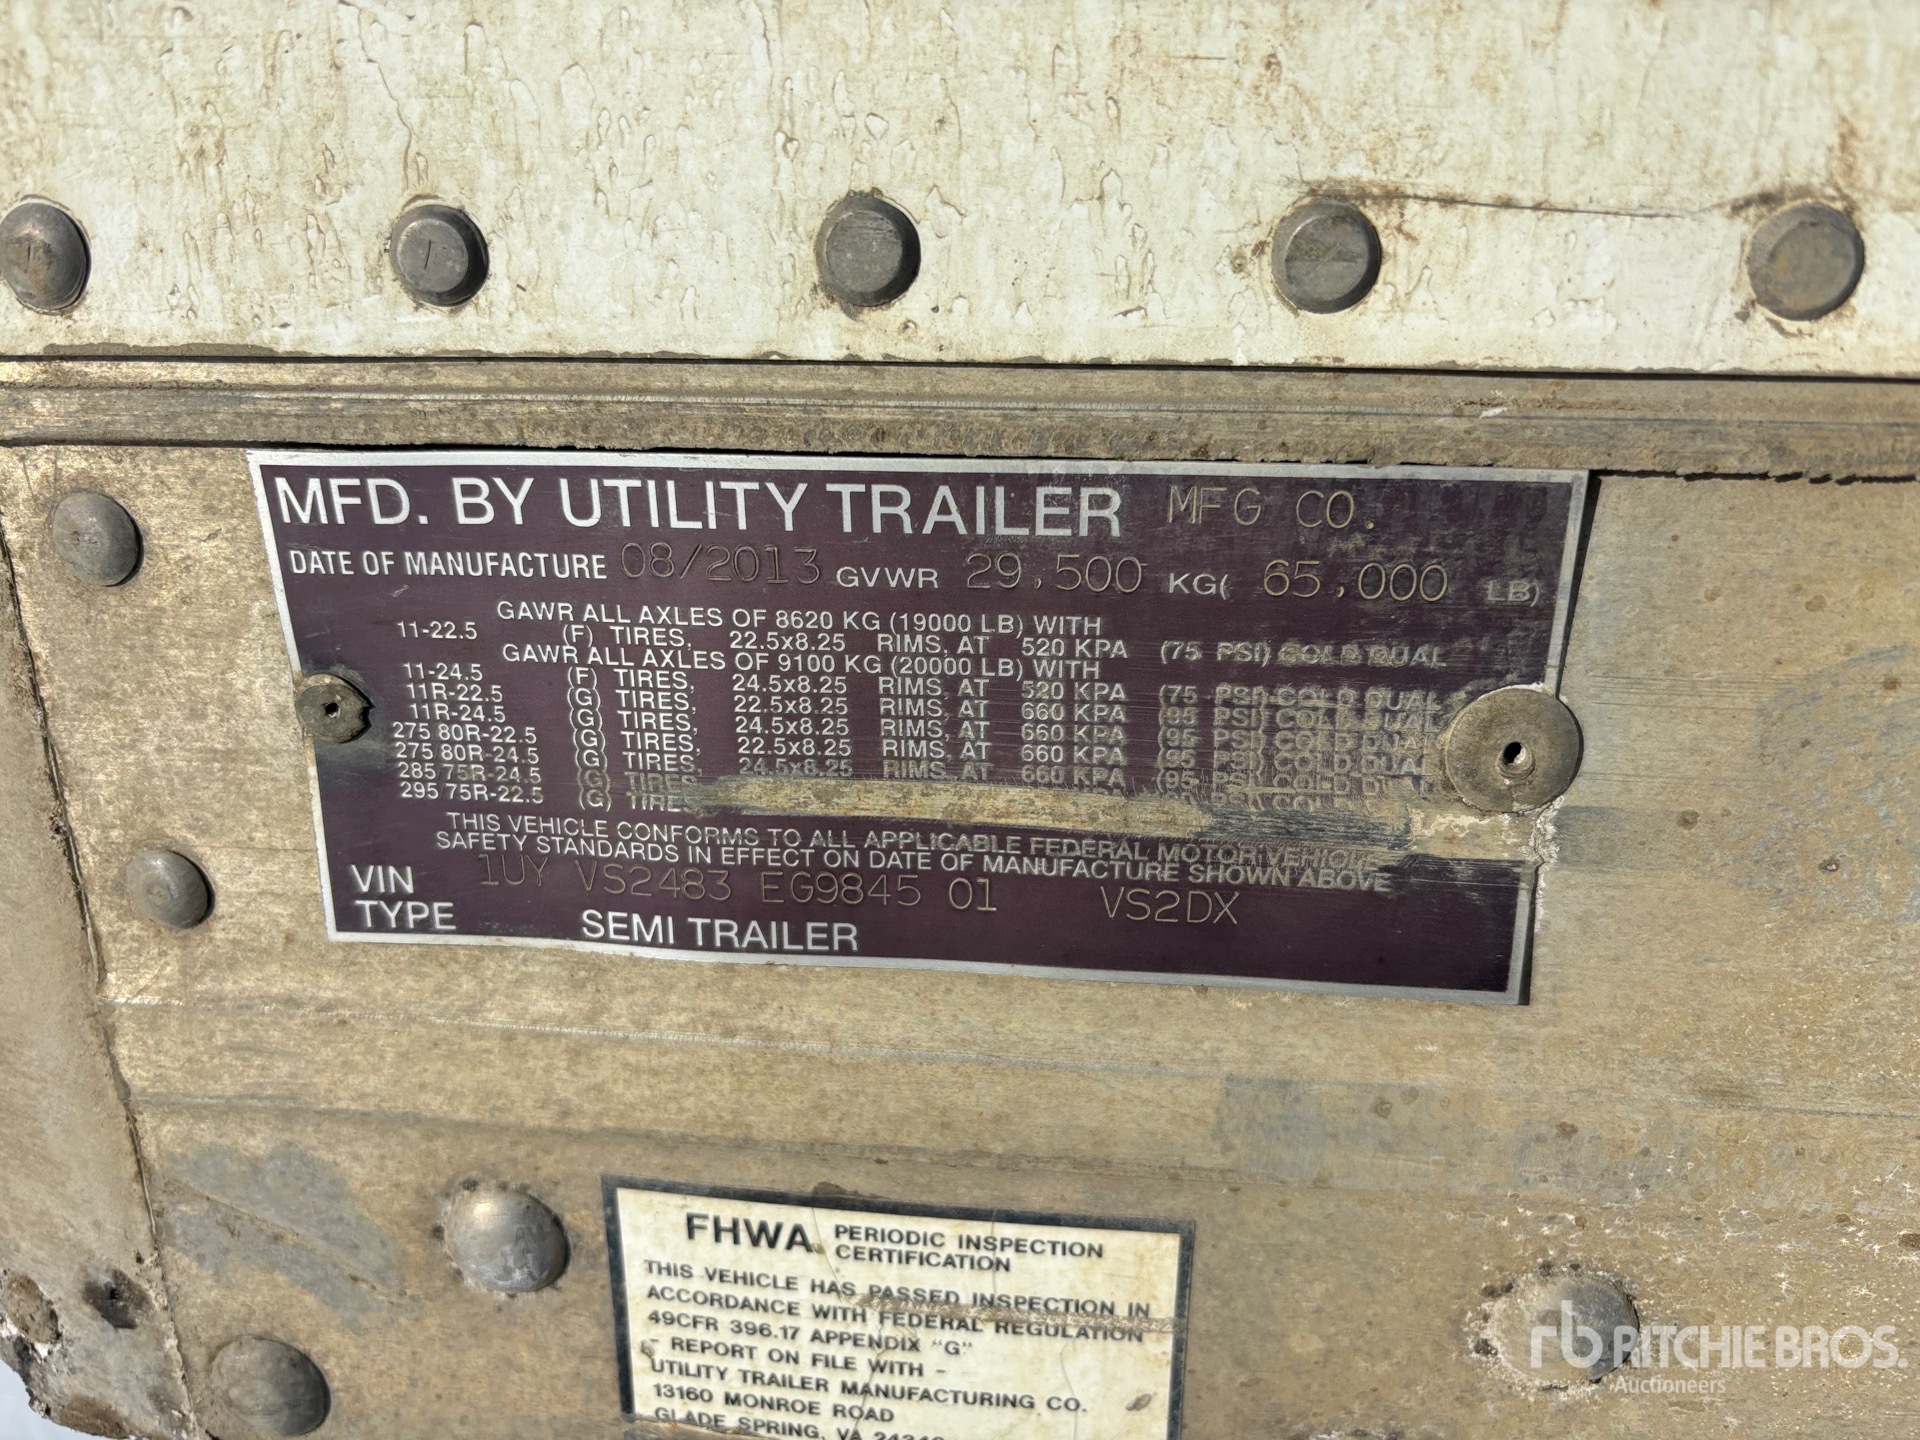 MFD. BY UTILITY TRAILER MFG CO.
DATE OF MANUFACTURE 08/2013 GVWR 29,500 KG( 65,000 LB)
GAWR ALL AXLES OF 8620 KG (19000 LB) WITH
11-22.5 (F) TIRES, 22.5x8.25 RIMS, AT 520 KPA (75 PSI) COLD DUAL
GAWR ALL AXLES OF 9100 KG (20000 LB) WITH
11-24.5 (F) TIRES, 24.5x8.25 RIMS, AT 520 KPA (75 PSI) COLD DUAL
11R-22.5 (G) TIRES, 22.5x8.25 RIMS, AT 660 KPA (95 PSI) COLD DUAL
11R-24.5 (G) TIRES, 24.5x8.25 RIMS, AT 660 KPA (95 PSI) COLD DUAL
275 80R-22.5 (G) TIRES, 22.5x8.25 RIMS, AT 660 KPA (95 PSI) COLD DUAL
275 80R-24.5 (G) TIRES, 24.5x8.25 RIMS, AT 660 KPA (95 PSI) COLD DUAL
285 75R-24.5 (G) TIRES
295 75R-22.5 (G) TIRES
THIS VEHICLE CONFORMS TO ALL APPLICABLE FEDERAL MOTOR VEHICLE
SAFETY STANDARDS IN EFFECT ON DATE OF MANUFACTURE SHOWN ABOVE
VIN 1UY VS2483 EG9845 01 VS2DX
TYPE SEMI TRAILER
FHWA PERIODIC INSPECTION
CERTIFICATION
THIS VEHICLE HAS PASSED INSPECTION IN
ACCORDANCE WITH FEDERAL REGULATION
49CFR 396.17 APPENDIX "G"
- REPORT ON FILE WITH -
UTILITY TRAILER MANUFACTURING CO.
13160 MONROE ROAD
GLADE SPRING, VA 24340
rb RITCHIE BROS.
Auctioneers